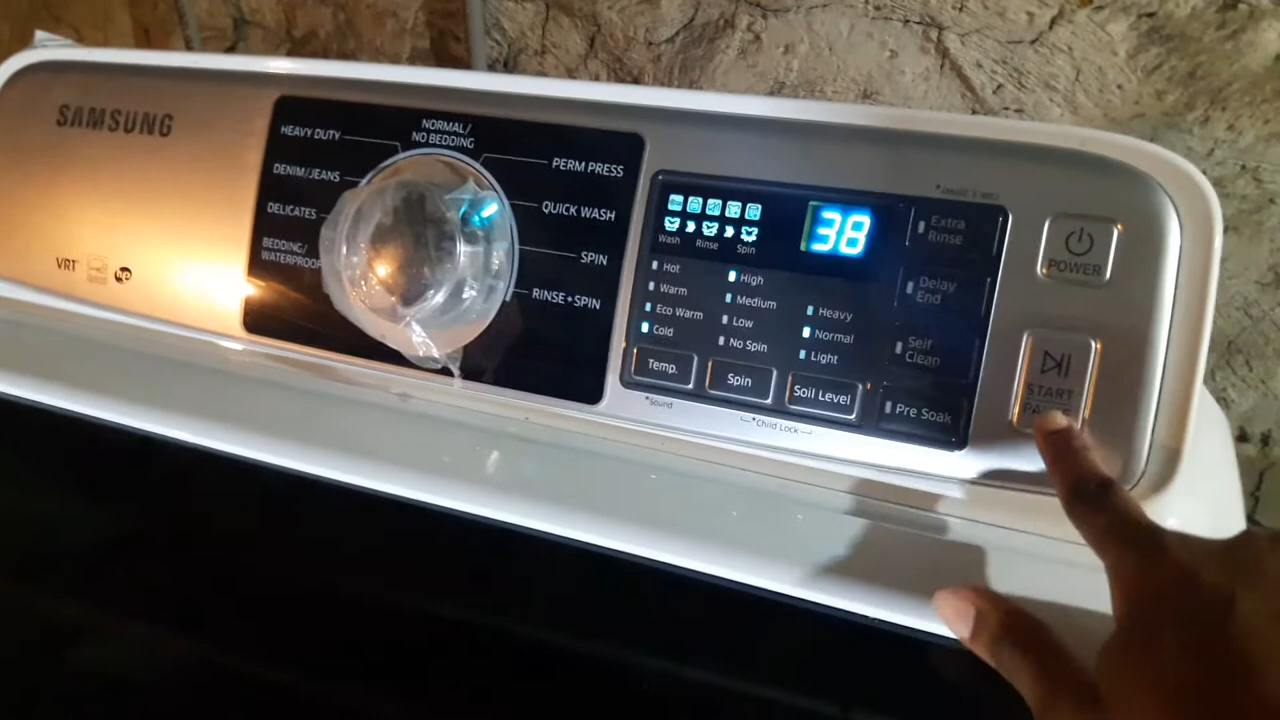 SAMSUNG
VRT
HEAVY DUTY
DENIM/JEANS
DELICATES
BEDDING/
WATERPROOF
NORMAL/
NO BEDDING
PERM PRESS
QUICK WASH
SPIN
RINSE+SPIN
Wash
Rinse
Spin
38
Hot
Warm
Eco Warm
Cold
Temp.
*Sound
High
Medium
Low
No Spin
Spin
Heavy
Normal
Light
Soil Level
*Child Lock
Extra
Rinse
Delay
End
Self
Clean
Pre Soak
POWER
START